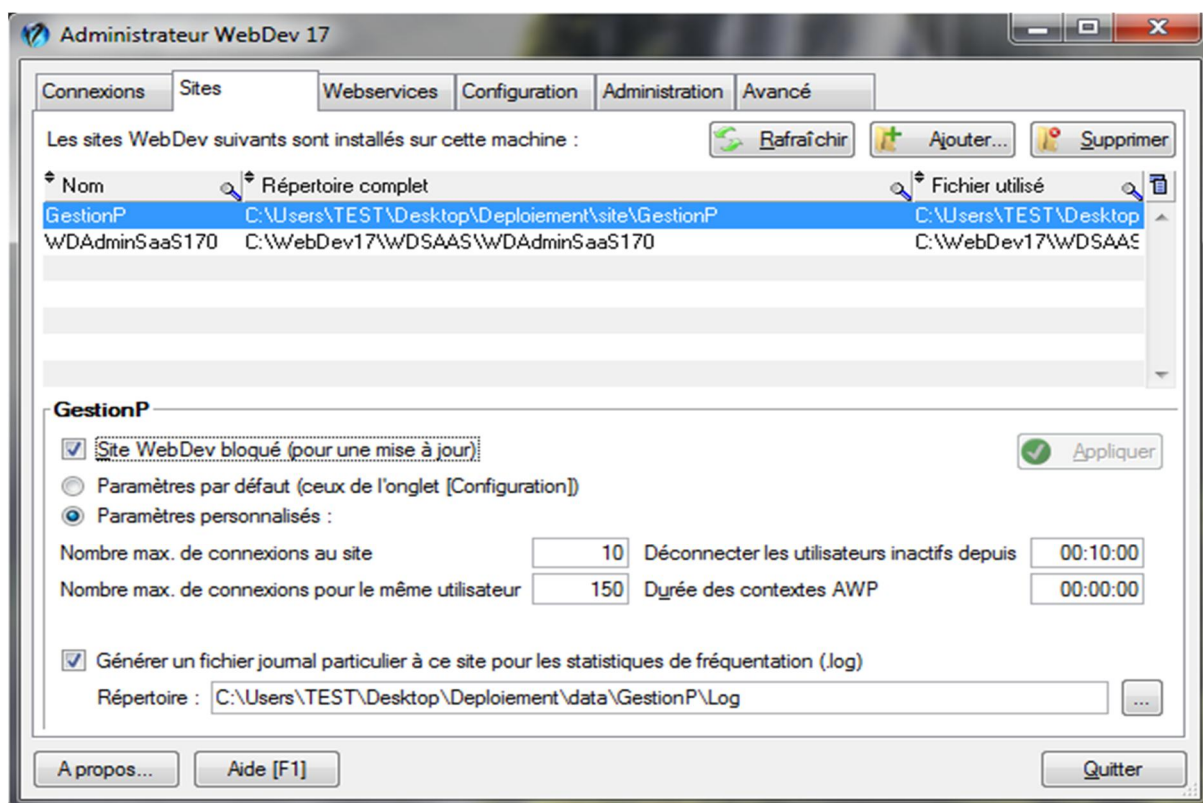 Administrateur WebDev 17
Connexions Sites Webservices Configuration Administration Avancé
Les sites WebDev suivants sont installés sur cette machine : Rafraîchir Ajouter... Supprimer
Nom Répertoire complet Fichier utilisé
GestionP C:\Users\TEST\Desktop\Deploiement\site\GestionP C:\Users\TEST\Desktop
WDAdminSaaS170 C:\WebDev17\WDSAAS\WDAdminSaaS170 C:\WebDev17\WDSAAS
GestionP
Site WebDev bloqué (pour une mise à jour) Appliquer
Paramètres par défaut (ceux de l'onglet [Configuration])
Paramètres personnalisés :
Nombre max. de connexions au site 10 Déconnecter les utilisateurs inactifs depuis 00:10:00
Nombre max. de connexions pour le même utilisateur 150 Durée des contextes AWP 00:00:00
Générer un fichier journal particulier à ce site pour les statistiques de fréquentation (.log)
Répertoire : C:\Users\TEST\Desktop\Deploiement\data\GestionP\Log ...
A propos... Aide [F1] Quitter